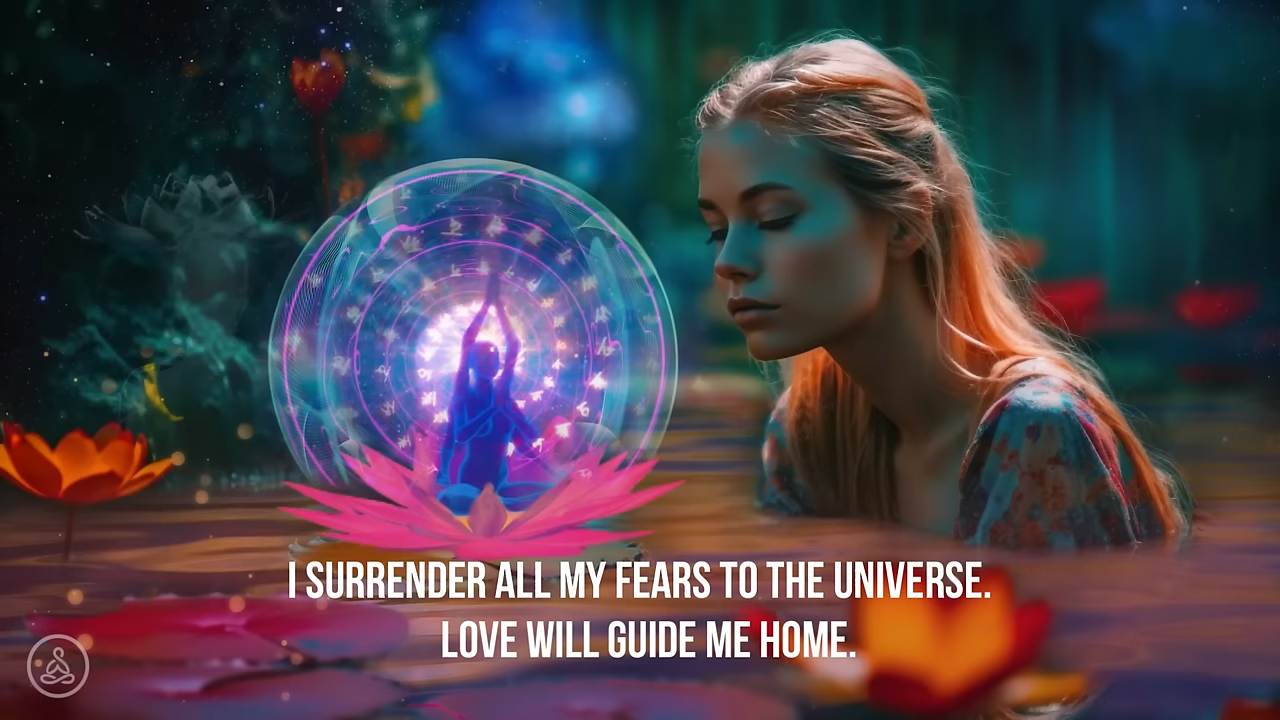 I SURRENDER ALL MY FEARS TO THE UNIVERSE.
LOVE WILL GUIDE ME HOME.